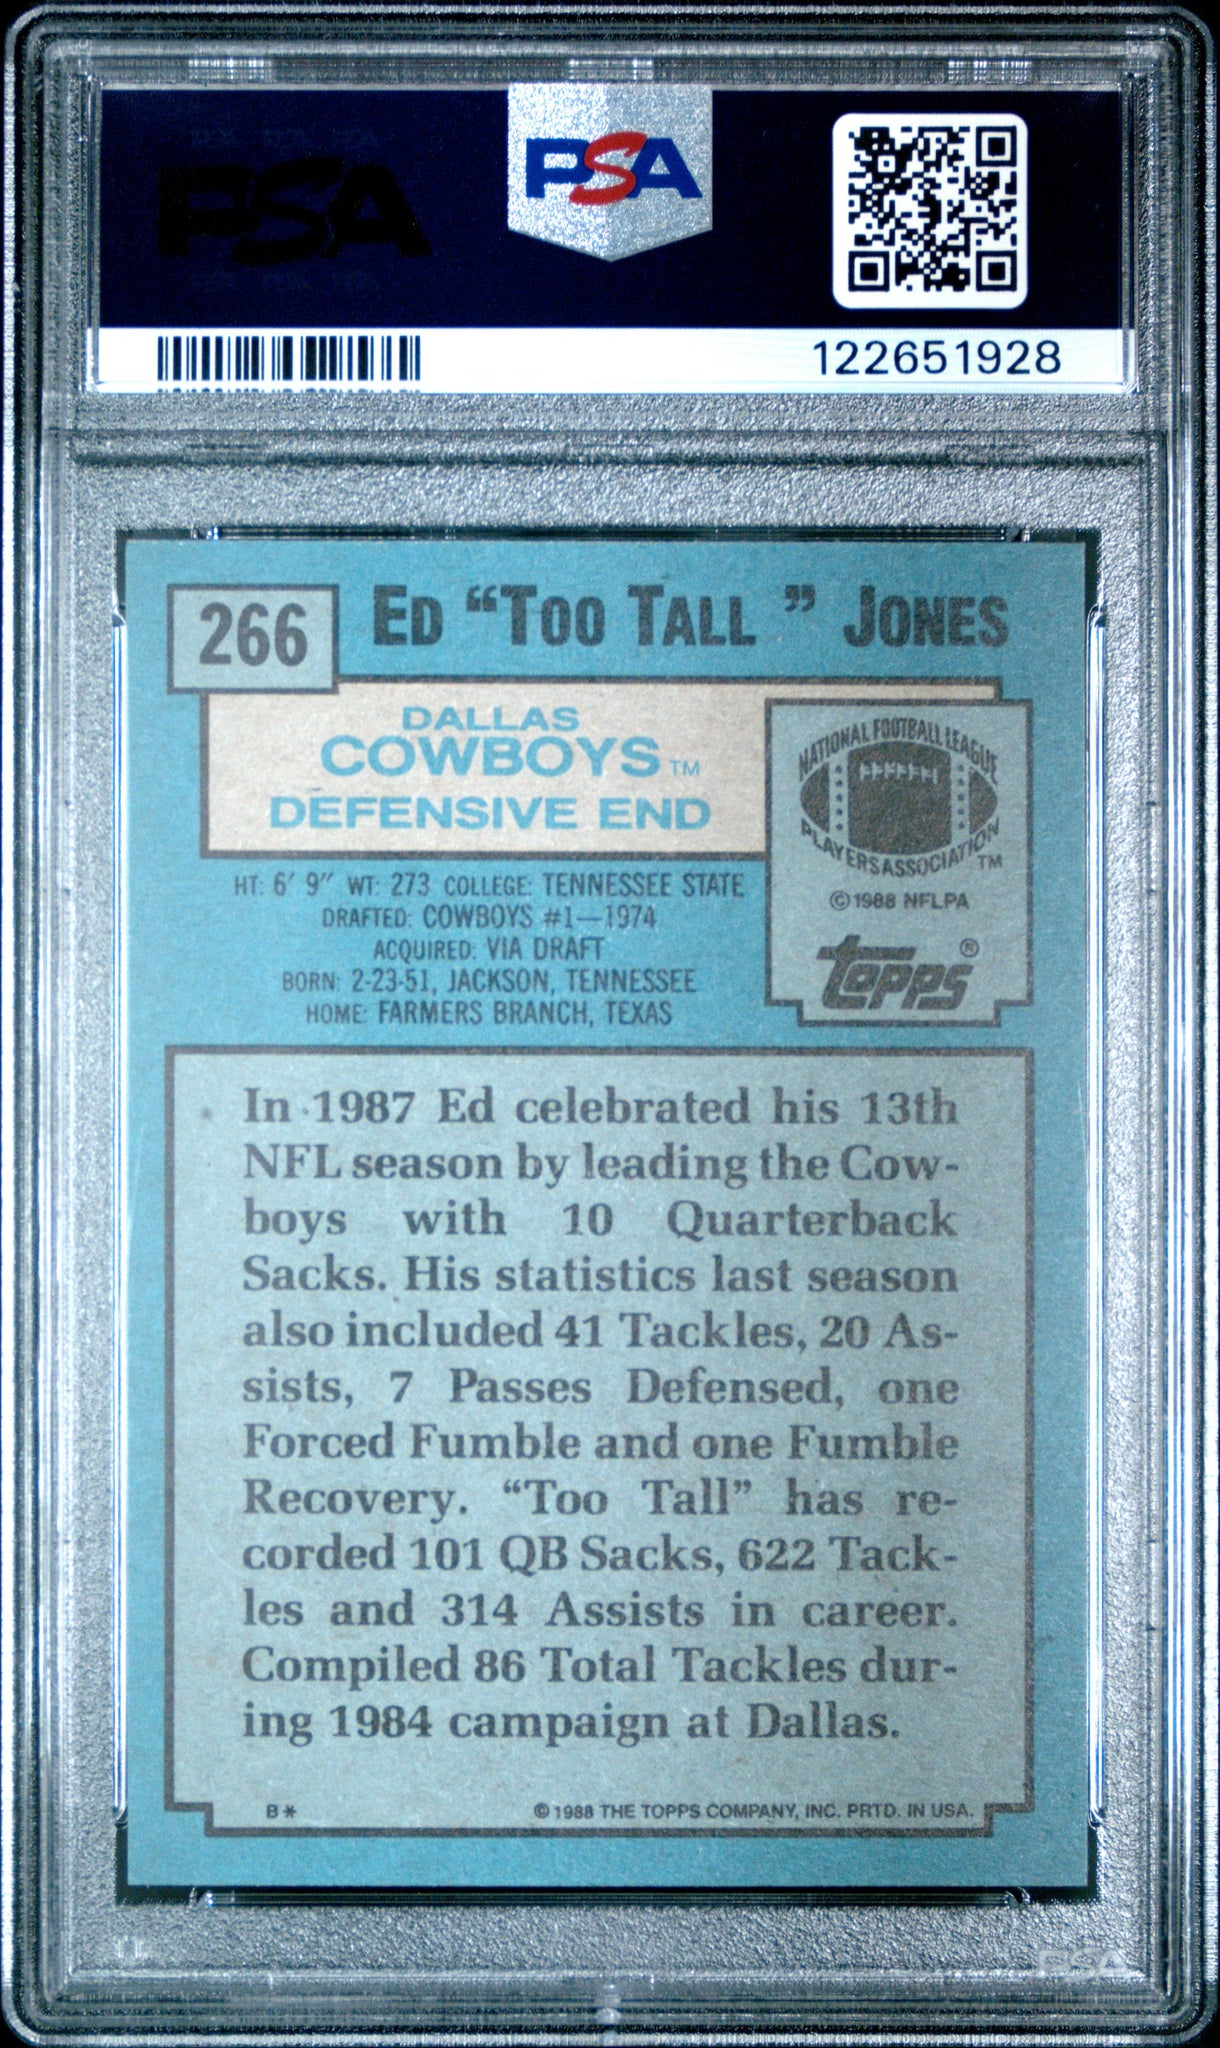 PSA
PSA
122651928
266 ED “TOO TALL ” JONES
DALLAS
COWBOYS TM
DEFENSIVE END
NATIONAL FOOTBALL LEAGUE
PLAYERS ASSOCIATION TM
© 1988 NFLPA
topps®
HT: 6' 9" WT: 273 COLLEGE: TENNESSEE STATE
DRAFTED: COWBOYS #1—1974
ACQUIRED: VIA DRAFT
BORN: 2-23-51, JACKSON, TENNESSEE
HOME: FARMERS BRANCH, TEXAS
In 1987 Ed celebrated his 13th
NFL season by leading the Cow-
boys with 10 Quarterback
Sacks. His statistics last season
also included 41 Tackles, 20 As-
sists, 7 Passes Defensed, one
Forced Fumble and one Fumble
Recovery. “Too Tall” has re-
corded 101 QB Sacks, 622 Tack-
les and 314 Assists in career.
Compiled 86 Total Tackles dur-
ing 1984 campaign at Dallas.
B* © 1988 THE TOPPS COMPANY, INC. PRTD. IN USA.
PSA